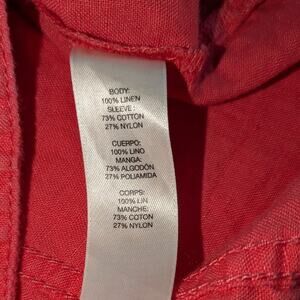 BODY:
100% LINEN
SLEEVE :
73% COTTON
27% NYLON
CUERPO:
100% LINO
MANGA:
73% ALGODÓN
27% POLIAMIDA
CORPS:
100% LIN
MANCHE:
73% COTON
27% NYLON